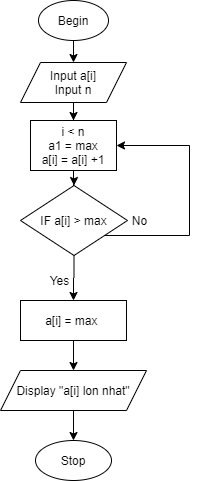 Begin
Input a[i]
Input n
i < n
a1 = max
a[i] = a[i] +1
IF a[i] > max
No
Yes
a[i] = max
Display "a[i] lon nhat"
Stop